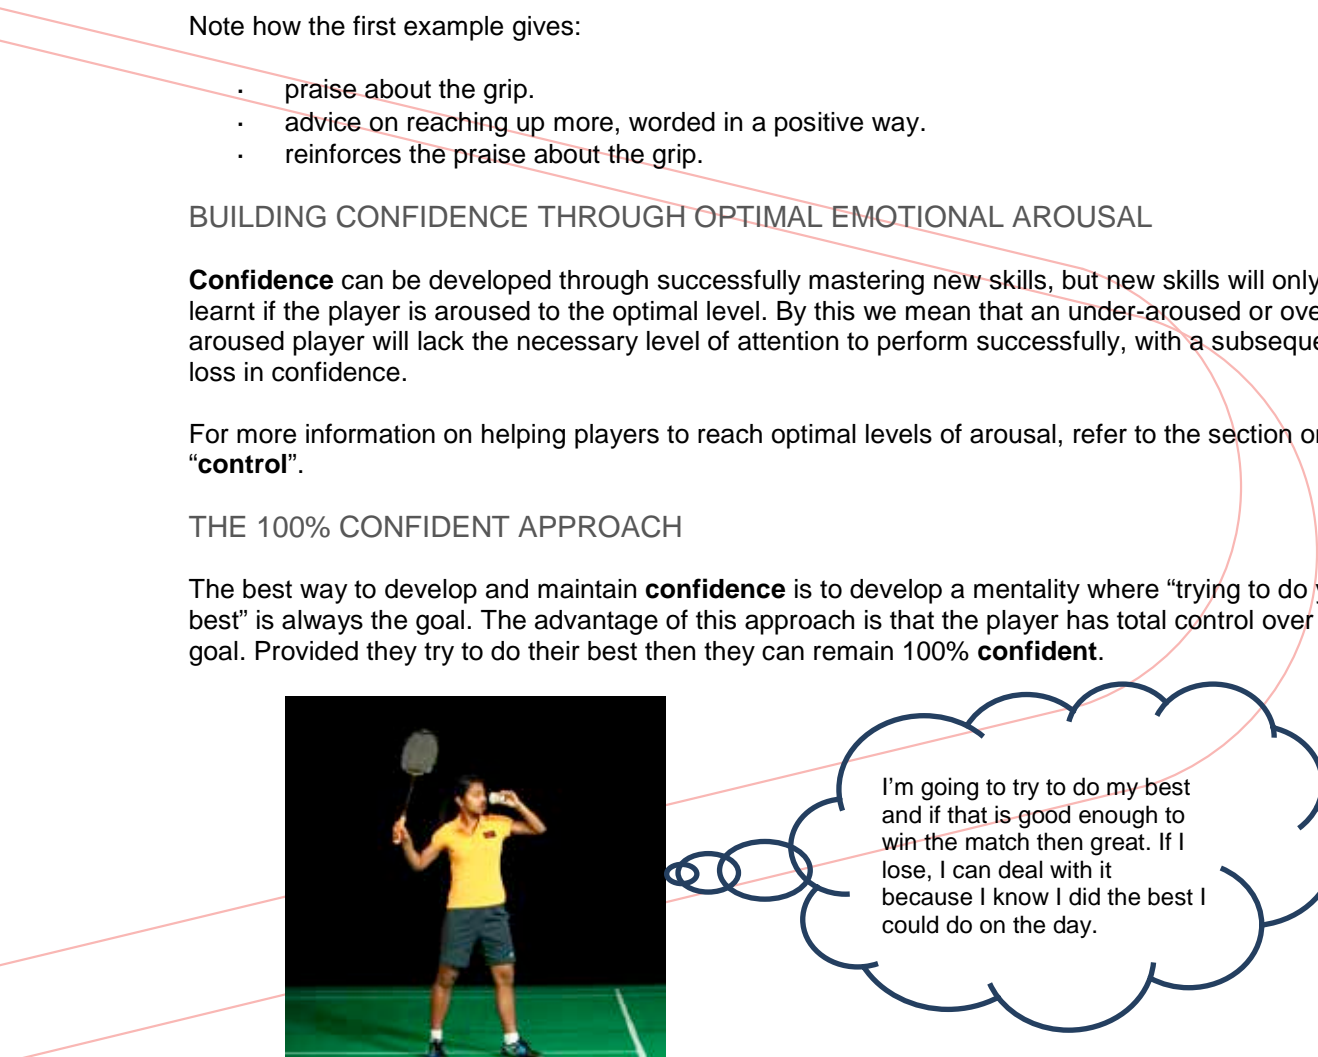 Note how the first example gives:
· praise about the grip.
· advice on reaching up more, worded in a positive way.
· reinforces the praise about the grip.
BUILDING CONFIDENCE THROUGH OPTIMAL EMOTIONAL AROUSAL
Confidence can be developed through successfully mastering new skills, but new skills will only
learnt if the player is aroused to the optimal level. By this we mean that an under-aroused or ove
aroused player will lack the necessary level of attention to perform successfully, with a subseque
loss in confidence.
For more information on helping players to reach optimal levels of arousal, refer to the section o
“control”.
THE 100% CONFIDENT APPROACH
The best way to develop and maintain confidence is to develop a mentality where “trying to do y
best” is always the goal. The advantage of this approach is that the player has total control over
goal. Provided they try to do their best then they can remain 100% confident.
I’m going to try to do my best
and if that is good enough to
win the match then great. If I
lose, I can deal with it
because I know I did the best I
could do on the day.